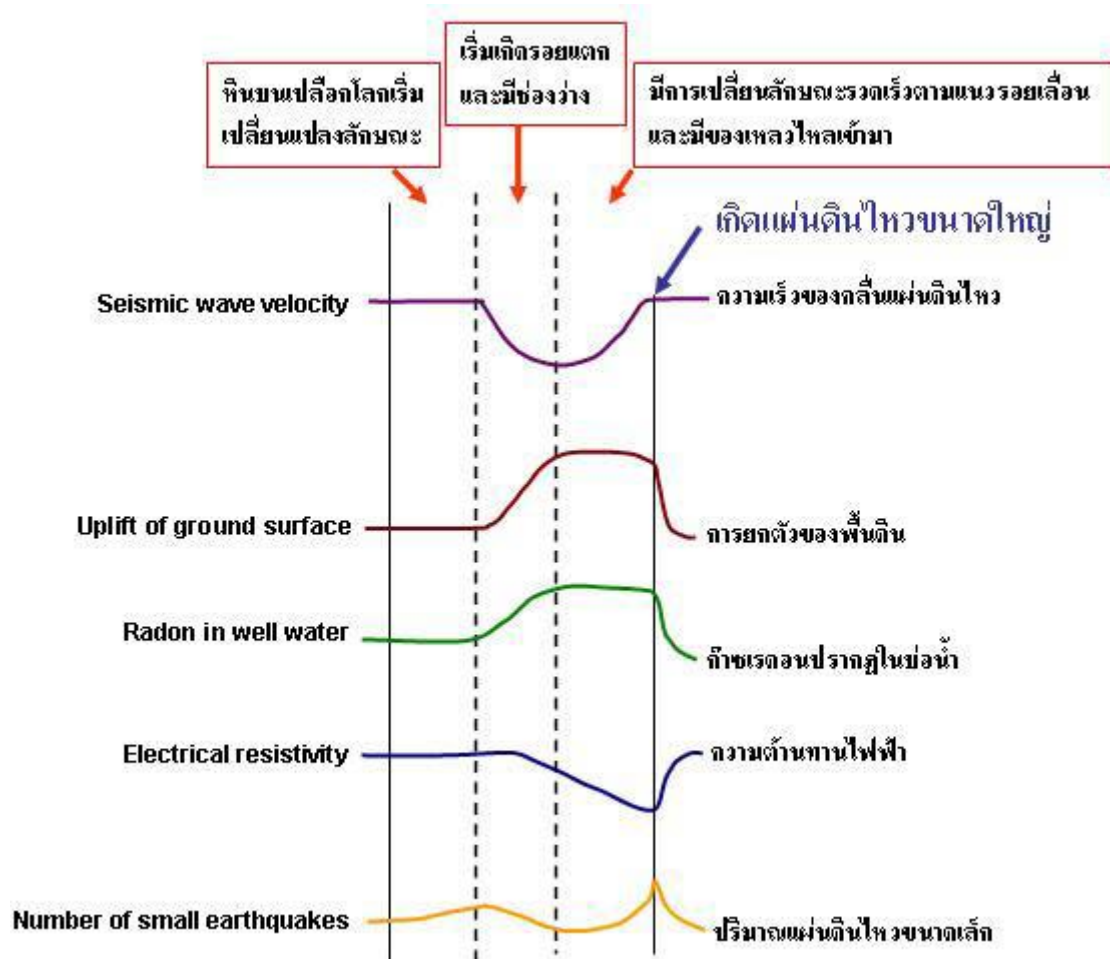 เริ่มเกิดรอยแตก
และมีช่องว่าง
หินบนเปลือกโลกเริ่ม
เปลี่ยนแปลงลักษณะ
มีการเปลี่ยนลักษณะรวดเร็วตามแนวรอยเลื่อน
และมีของเหลวไหลเข้ามา
เกิดแผ่นดินไหวขนาดใหญ่
Seismic wave velocity
ความเร็วของคลื่นแผ่นดินไหว
Uplift of ground surface
การยกตัวของพื้นดิน
Radon in well water
ก๊าซเรดอนปรากฏในบ่อน้ำ
Electrical resistivity
ความต้านทานไฟฟ้า
Number of small earthquakes
ปริมาณแผ่นดินไหวขนาดเล็ก